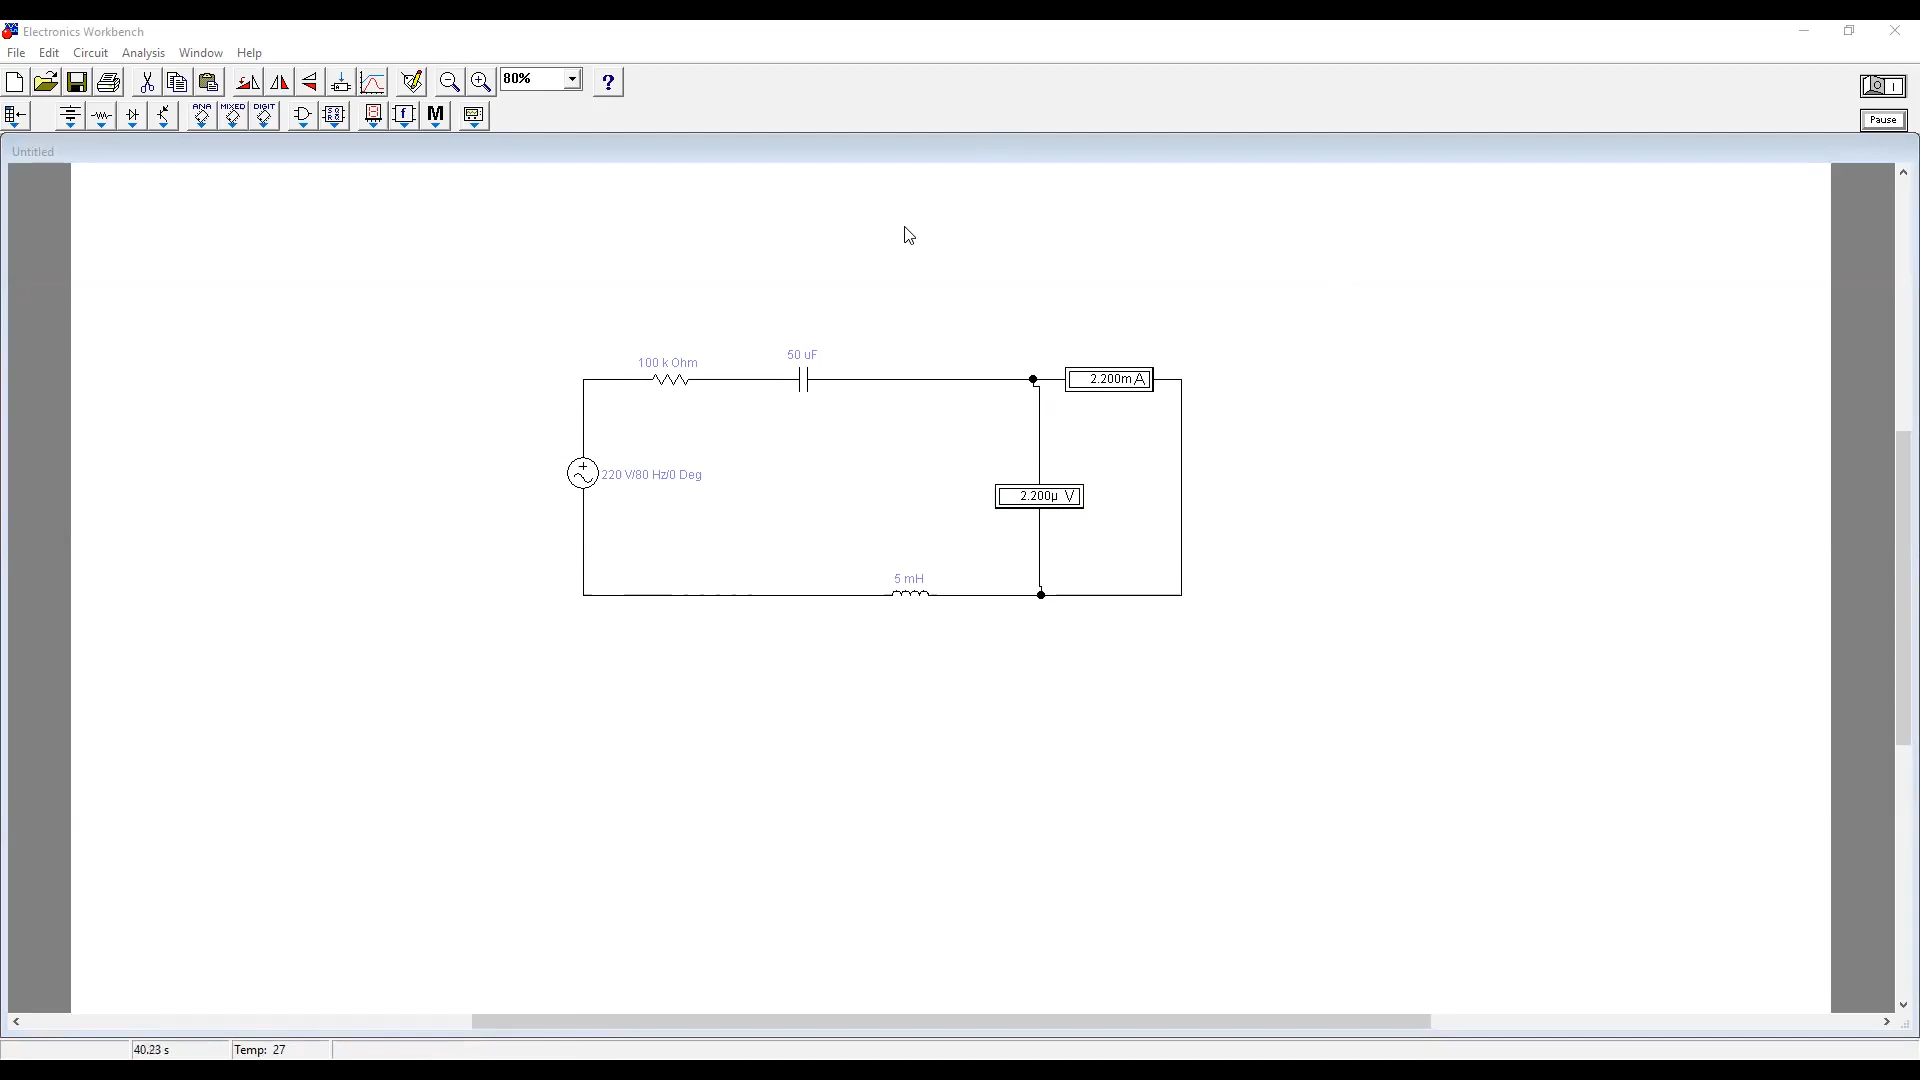 Electronics Workbench
File Edit Circuit Analysis Window Help
80% ?
ANA MIXED DIGIT M
Pause
Untitled
50 uF
100 k Ohm
2.200m A
220 V/80 Hz/0 Deg
2.200µ V
5 mH
40.23 s Temp: 27